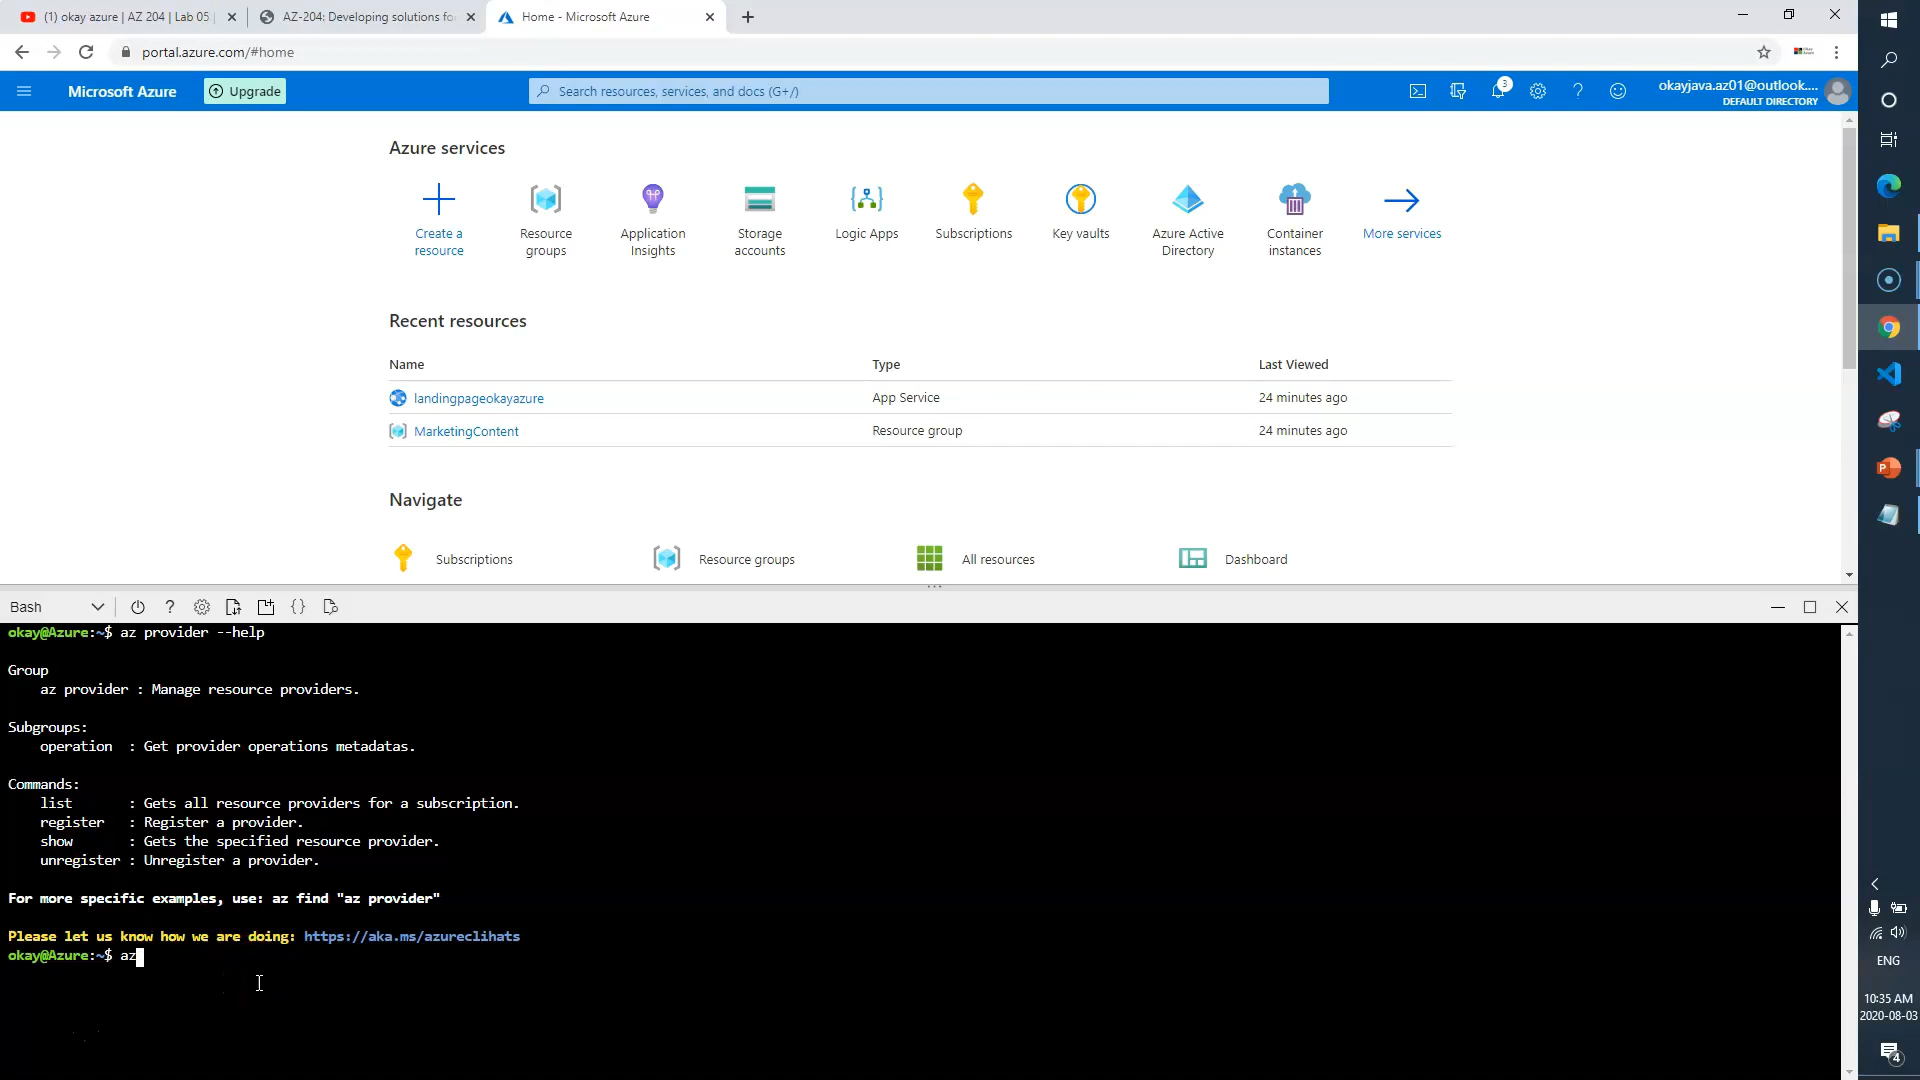 (1) okay azure | AZ 204 | Lab 05
AZ-204: Developing solutions fo
Home - Microsoft Azure
portal.azure.com/#home
Microsoft Azure
Upgrade
Search resources, services, and docs (G+/)
3
okayjava.az01@outlook....
DEFAULT DIRECTORY
Azure services
Create a
resource
Resource
groups
Application
Insights
Storage
accounts
Logic Apps
Subscriptions
Key vaults
Azure Active
Directory
Container
instances
More services
Recent resources
Name Type Last Viewed
landingpageokayazure App Service 24 minutes ago
MarketingContent Resource group 24 minutes ago
Navigate
Subscriptions Resource groups All resources Dashboard
Bash
okay@Azure:~$ az provider --help
Group
az provider : Manage resource providers.
Subgroups:
operation : Get provider operations metadatas.
Commands:
list : Gets all resource providers for a subscription.
register : Register a provider.
show : Gets the specified resource provider.
unregister : Unregister a provider.
For more specific examples, use: az find "az provider"
Please let us know how we are doing: https://aka.ms/azureclihats
okay@Azure:~$ az
ENG
10:35 AM
2020-08-03
4